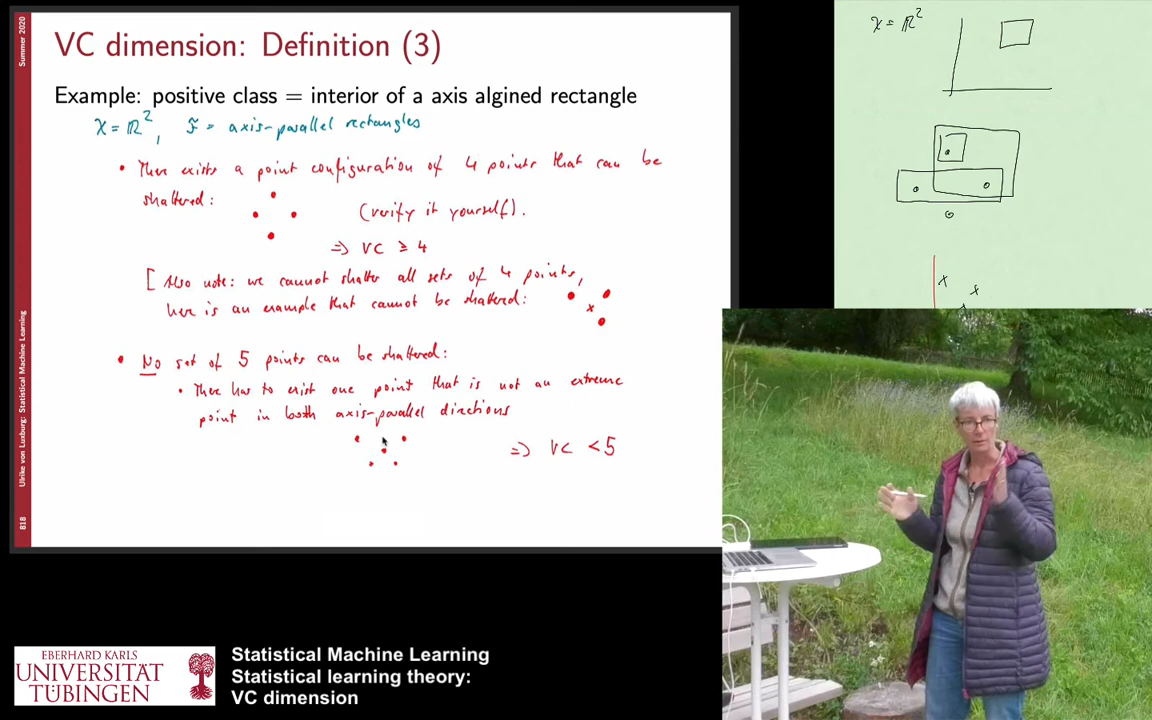 Summer 2020
VC dimension: Definition (3)
Example: positive class = interior of a axis algined rectangle
X = ℝ², F = axis-parallel rectangles
• There exists a point configuration of 4 points that can be
shattered:
(verify it yourself).
⇒ VC ≥ 4
[ Also note: we cannot shatter all sets of 4 points,
here is an example that cannot be shattered:
• No set of 5 points can be shattered:
• There has to exist one point that is not an extreme
point in both axis-parallel directions
⇒ VC < 5
Ulrike von Luxburg: Statistical Machine Learning
818
X = ℝ²
EBERHARD KARLS
UNIVERSITÄT
TÜBINGEN
Statistical Machine Learning
Statistical learning theory:
VC dimension